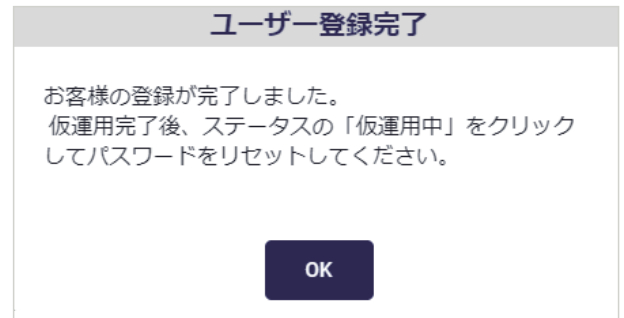 ユーザー登録完了
お客様の登録が完了しました。
仮運用完了後、ステータスの「仮運用中」をクリック
してパスワードをリセットしてください。
OK